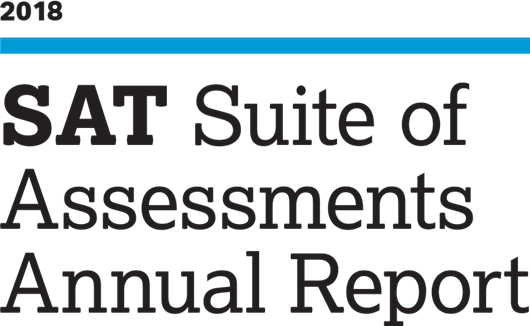 2018
SAT Suite of
Assessments
Annual Report